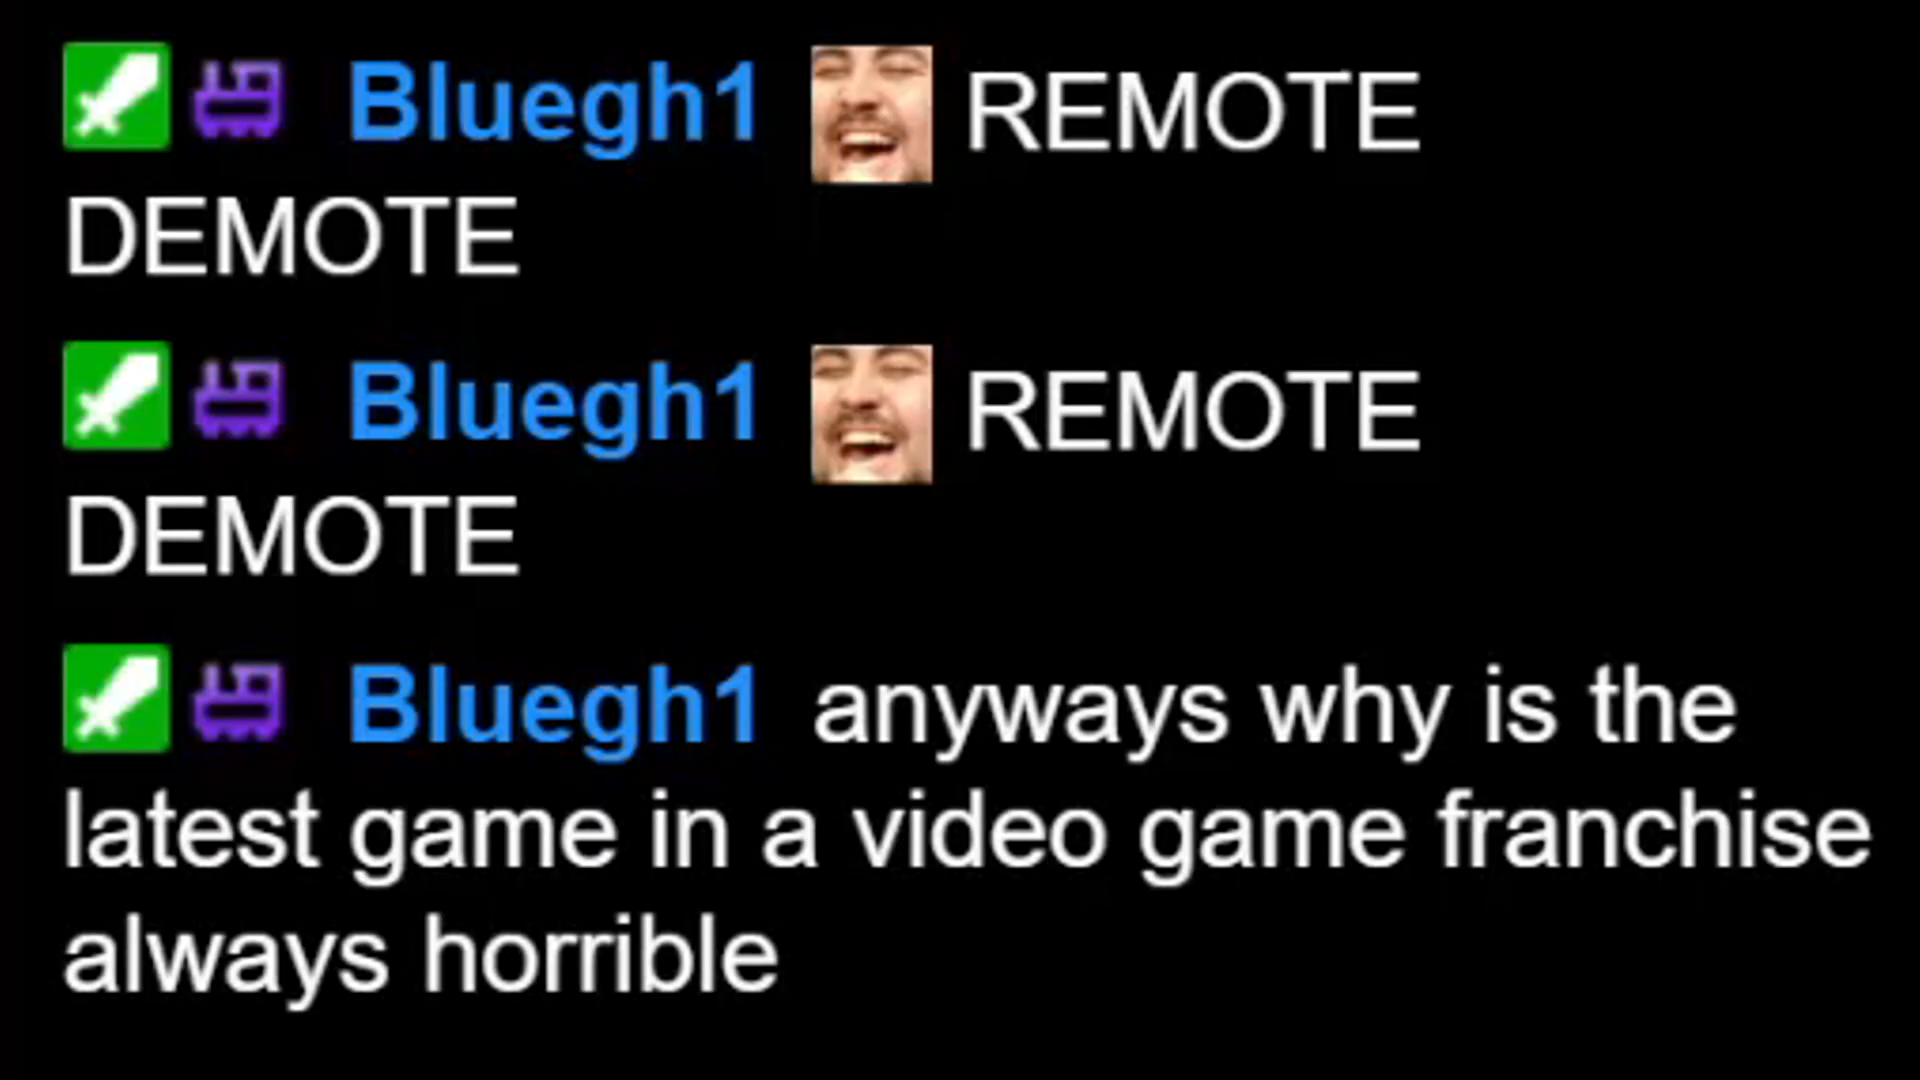 Bluegh1 REMOTE
DEMOTE
Bluegh1 REMOTE
DEMOTE
Bluegh1 anyways why is the
latest game in a video game franchise
always horrible